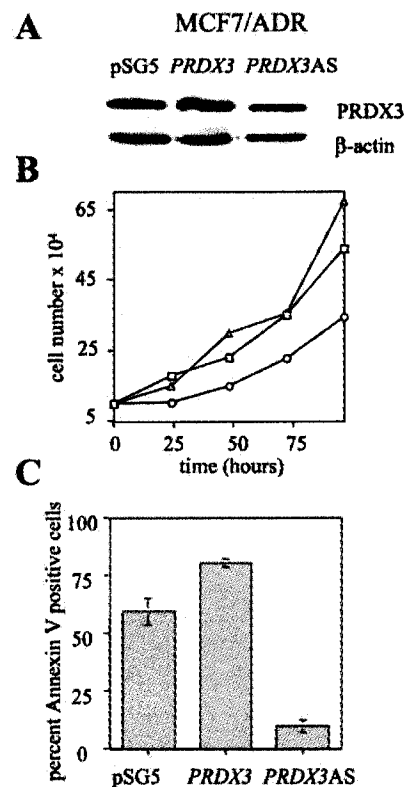 A
MCF7/ADR
pSG5 PRDX3 PRDX3AS
PRDX3
β-actin
B
cell number x 10⁴
65
45
25
5
0 25 50 75
time (hours)
C
percent Annexin V positive cells
100
75
50
25
0
pSG5 PRDX3 PRDX3AS